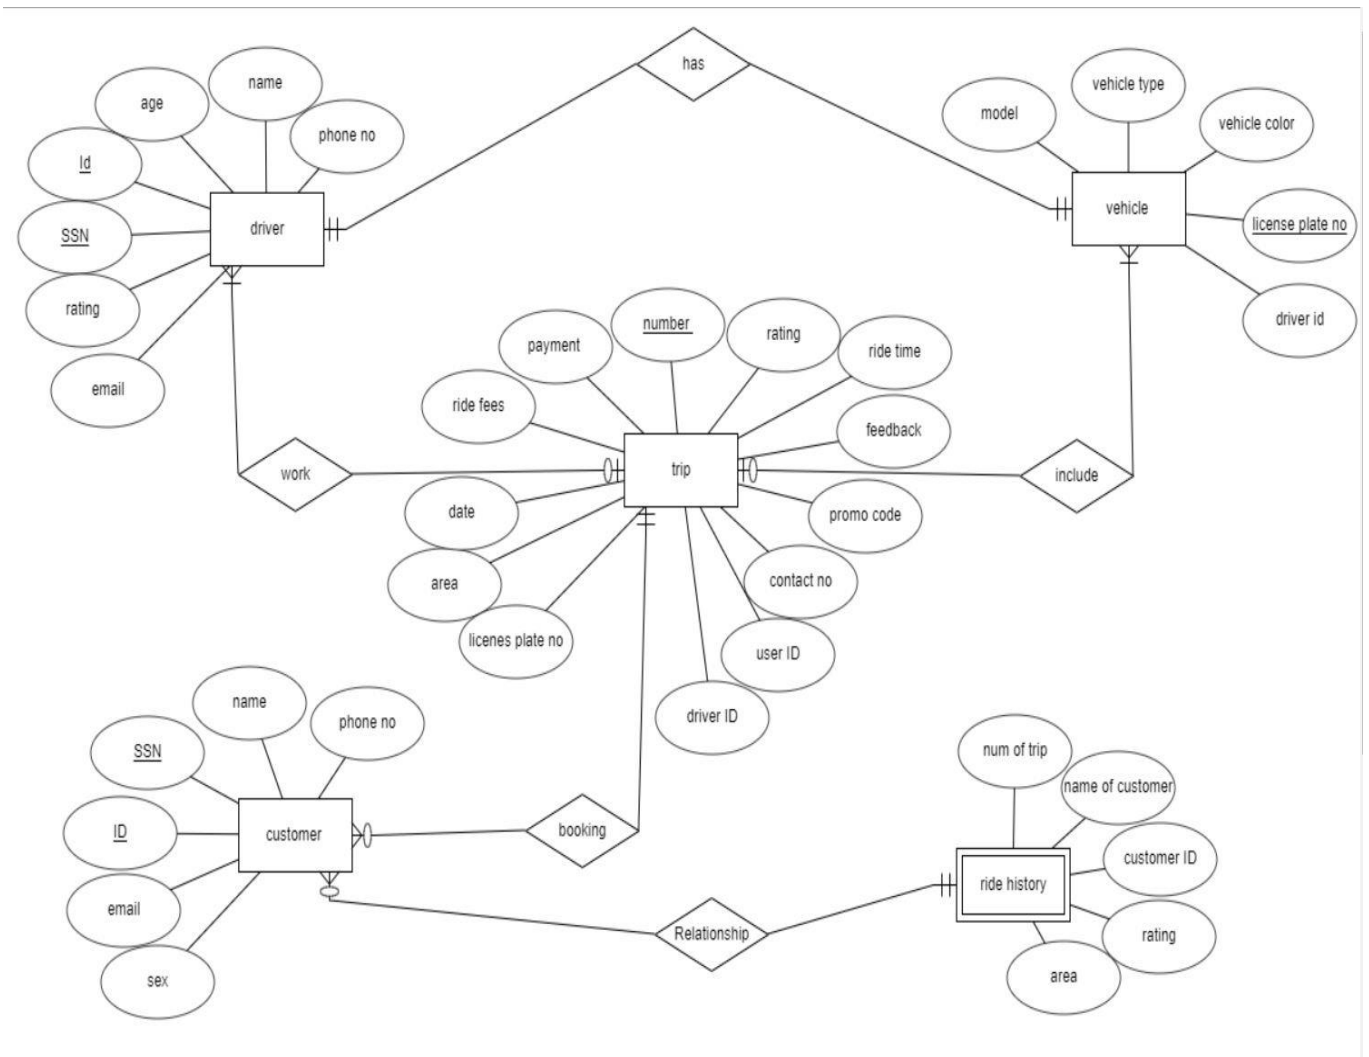 has
name
vehicle type
age
model
vehicle color
phone no
Id
driver
vehicle
SSN
license plate no
rating
driver id
email
number
payment
rating
ride time
ride fees
feedback
work
trip
include
date
promo code
area
contact no
licenes plate no
user ID
driver ID
name
phone no
SSN
num of trip
name of customer
ID
customer
booking
customer ID
ride history
email
Relationship
rating
sex
area